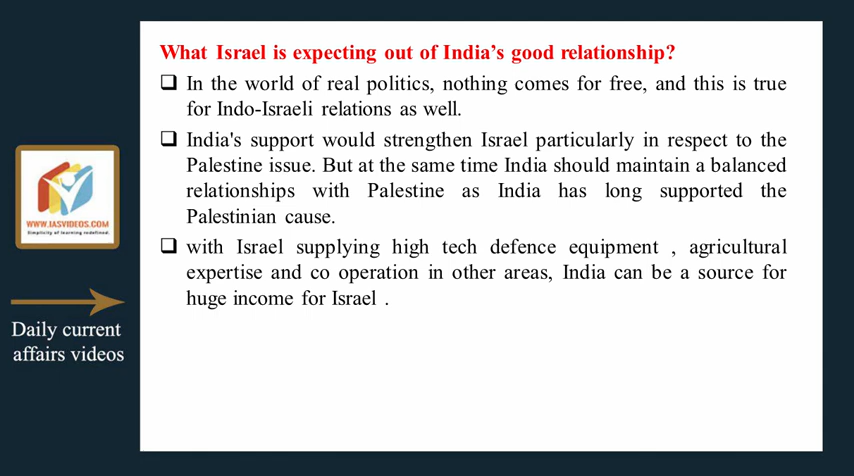 What Israel is expecting out of India's good relationship?
In the world of real politics, nothing comes for free, and this is true
for Indo-Israeli relations as well.
India's support would strengthen Israel particularly in respect to the
Palestine issue. But at the same time India should maintain a balanced
relationships with Palestine as India has long supported the
Palestinian cause.
with Israel supplying high tech defence equipment , agricultural
expertise and co operation in other areas, India can be a source for
huge income for Israel .
WWW.IASVIDEOS.COM
Simplicity of learning redefined.
Daily current
affairs videos